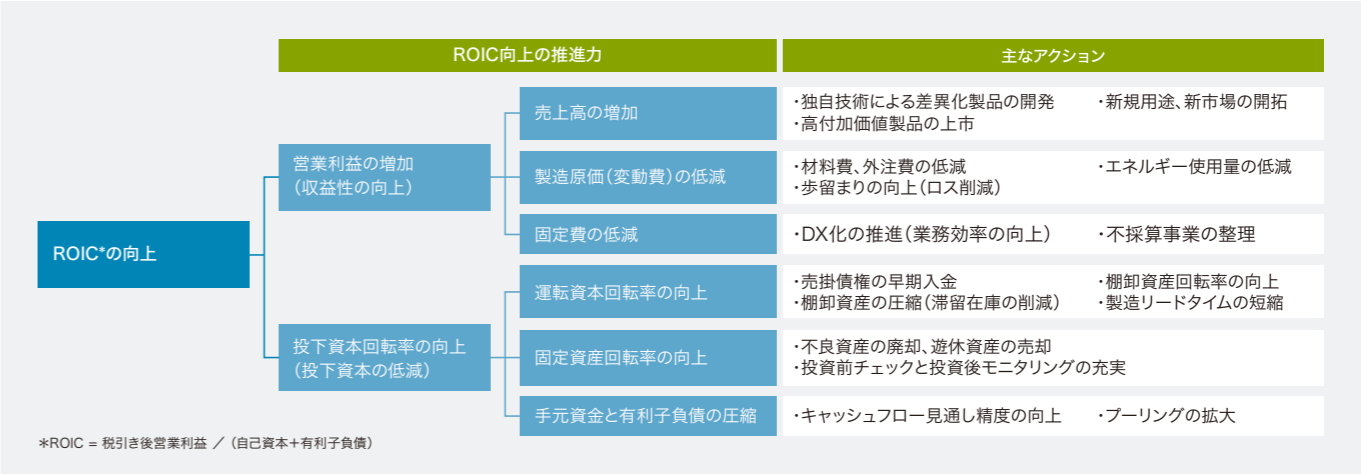 ROIC向上の推進力
主なアクション
ROIC*の向上
営業利益の増加
（収益性の向上）
売上高の増加
・独自技術による差異化製品の開発 ・新規用途、新市場の開拓
・高付加価値製品の上市
製造原価（変動費）の低減
・材料費、外注費の低減 ・エネルギー使用量の低減
・歩留まりの向上（ロス削減）
固定費の低減
・DX化の推進（業務効率の向上） ・不採算事業の整理
投下資本回転率の向上
（投下資本の低減）
運転資本回転率の向上
・売掛債権の早期入金 ・棚卸資産回転率の向上
・棚卸資産の圧縮（滞留在庫の削減） ・製造リードタイムの短縮
固定資産回転率の向上
・不良資産の廃却、遊休資産の売却
・投資前チェックと投資後モニタリングの充実
手元資金と有利子負債の圧縮
・キャッシュフロー見通し精度の向上 ・プーリングの拡大
＊ROIC = 税引き後営業利益 ／（自己資本＋有利子負債）